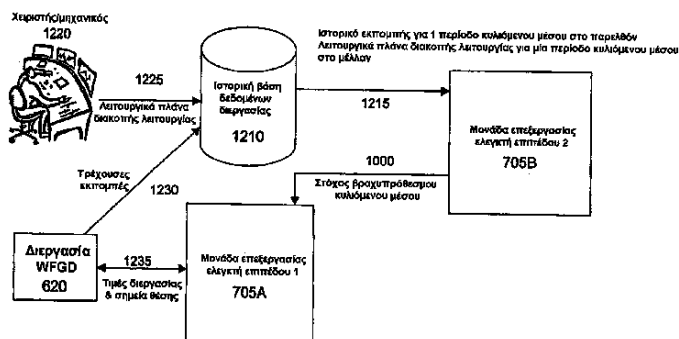 Χειριστής/μηχανικός
1220
1225
Λειτουργικά πλάνα
διακοπής λειτουργίας
Ιστορική βάση
δεδομένων
διεργασίας
1210
Ιστορικό εκπομπής για 1 περίοδο κυλιόμενου μέσου στο παρελθόν
Λειτουργικά πλάνα διακοπής λειτουργίας για μία περίοδο κυλιόμενου μέσου
στο μέλλον
1215
Μονάδα επεξεργασίας
ελεγκτή επιπέδου 2
705B
1000
Στόχος βραχυπρόθεσμου
κυλιόμενου μέσου
Τρέχουσες
εκπομπές
1230
Διεργασία
WFGD
620
1235
Τιμές διεργασίας
& σημεία θέσης
Μονάδα επεξεργασίας
ελεγκτή επιπέδου 1
705A